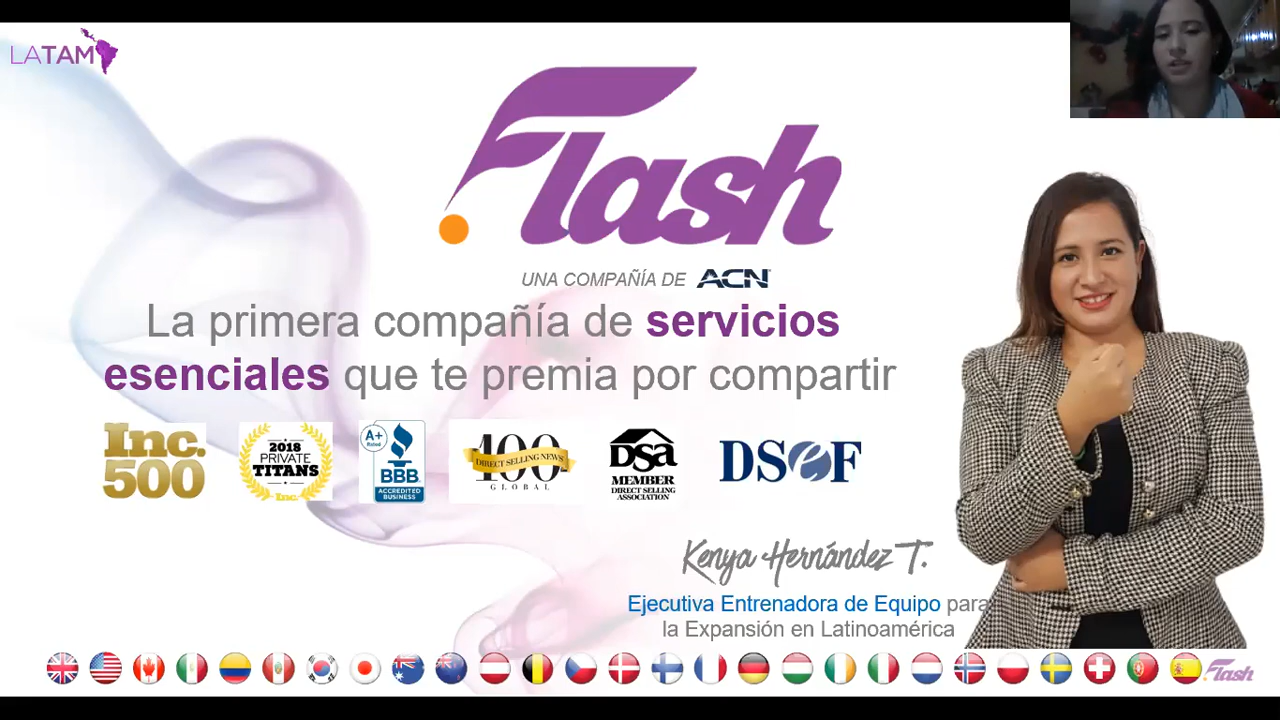 LATAM
Flash
UNA COMPAÑÍA DE ACN
La primera compañía de servicios
esenciales que te premia por compartir
Inc.
500
2018
PRIVATE
TITANS
Inc.
A+
Rated
BBB
ACCREDITED
BUSINESS
100
DIRECT SELLING NEWS
GLOBAL
DSA
MEMBER
DIRECT SELLING
ASSOCIATION
DSEF
Kenya Hernández T.
Ejecutiva Entrenadora de Equipo para
la Expansión en Latinoamérica
Flash